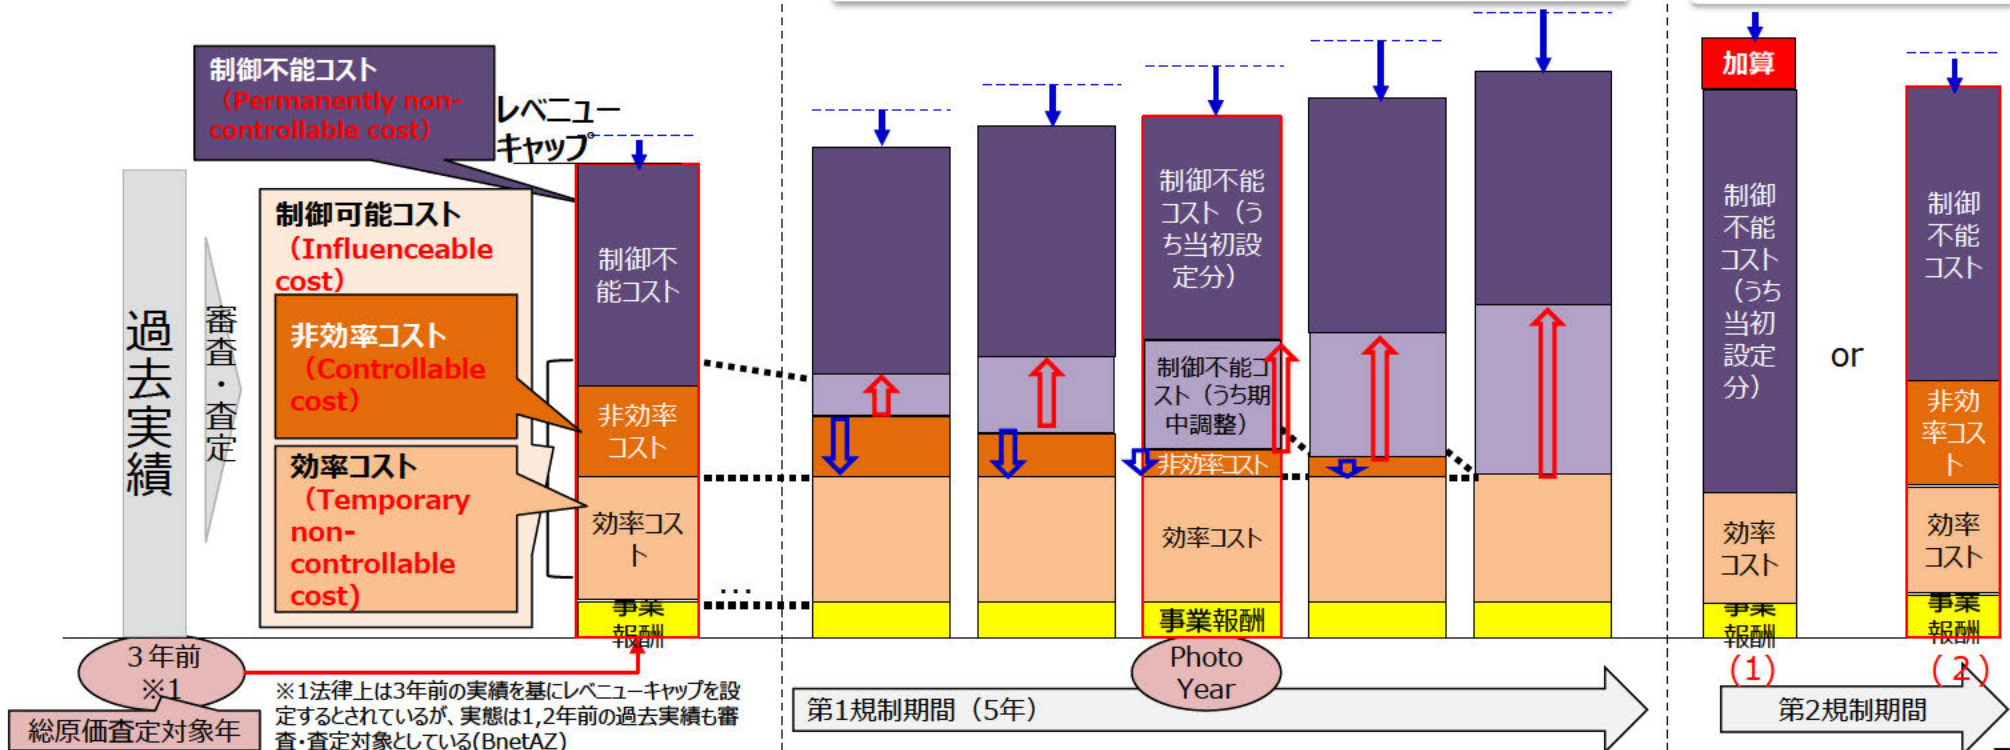 制御不能コスト
（Permanently non-
controllable cost）
レベニュー
キャップ
制御可能コスト
（Influenceable
cost）
非効率コスト
（Controllable
cost）
効率コスト
（Temporary
non-
controllable
cost）
過去実績
審査・査定
制御不
能コスト
非効率
コスト
効率コス
ト
事業
報酬
…
制御不能
コスト（う
ち当初設
定分）
制御不能コ
スト（うち期
中調整）
非効率コスト
効率コスト
事業報酬
加算
制御
不能
コスト
（うち
当初
設定
分）
効率
コスト
事業
報酬
(1)
or
制御
不能
コスト
非効
率コス
ト
効率
コスト
事業
報酬
(2)
3年前
※1
総原価査定対象年
※1法律上は3年前の実績を基にレベニューキャップを設
定するとされているが、実態は1,2年前の過去実績も審
査・査定対象としている(BnetAZ)
Photo
Year
第1規制期間（5年）
第2規制期間